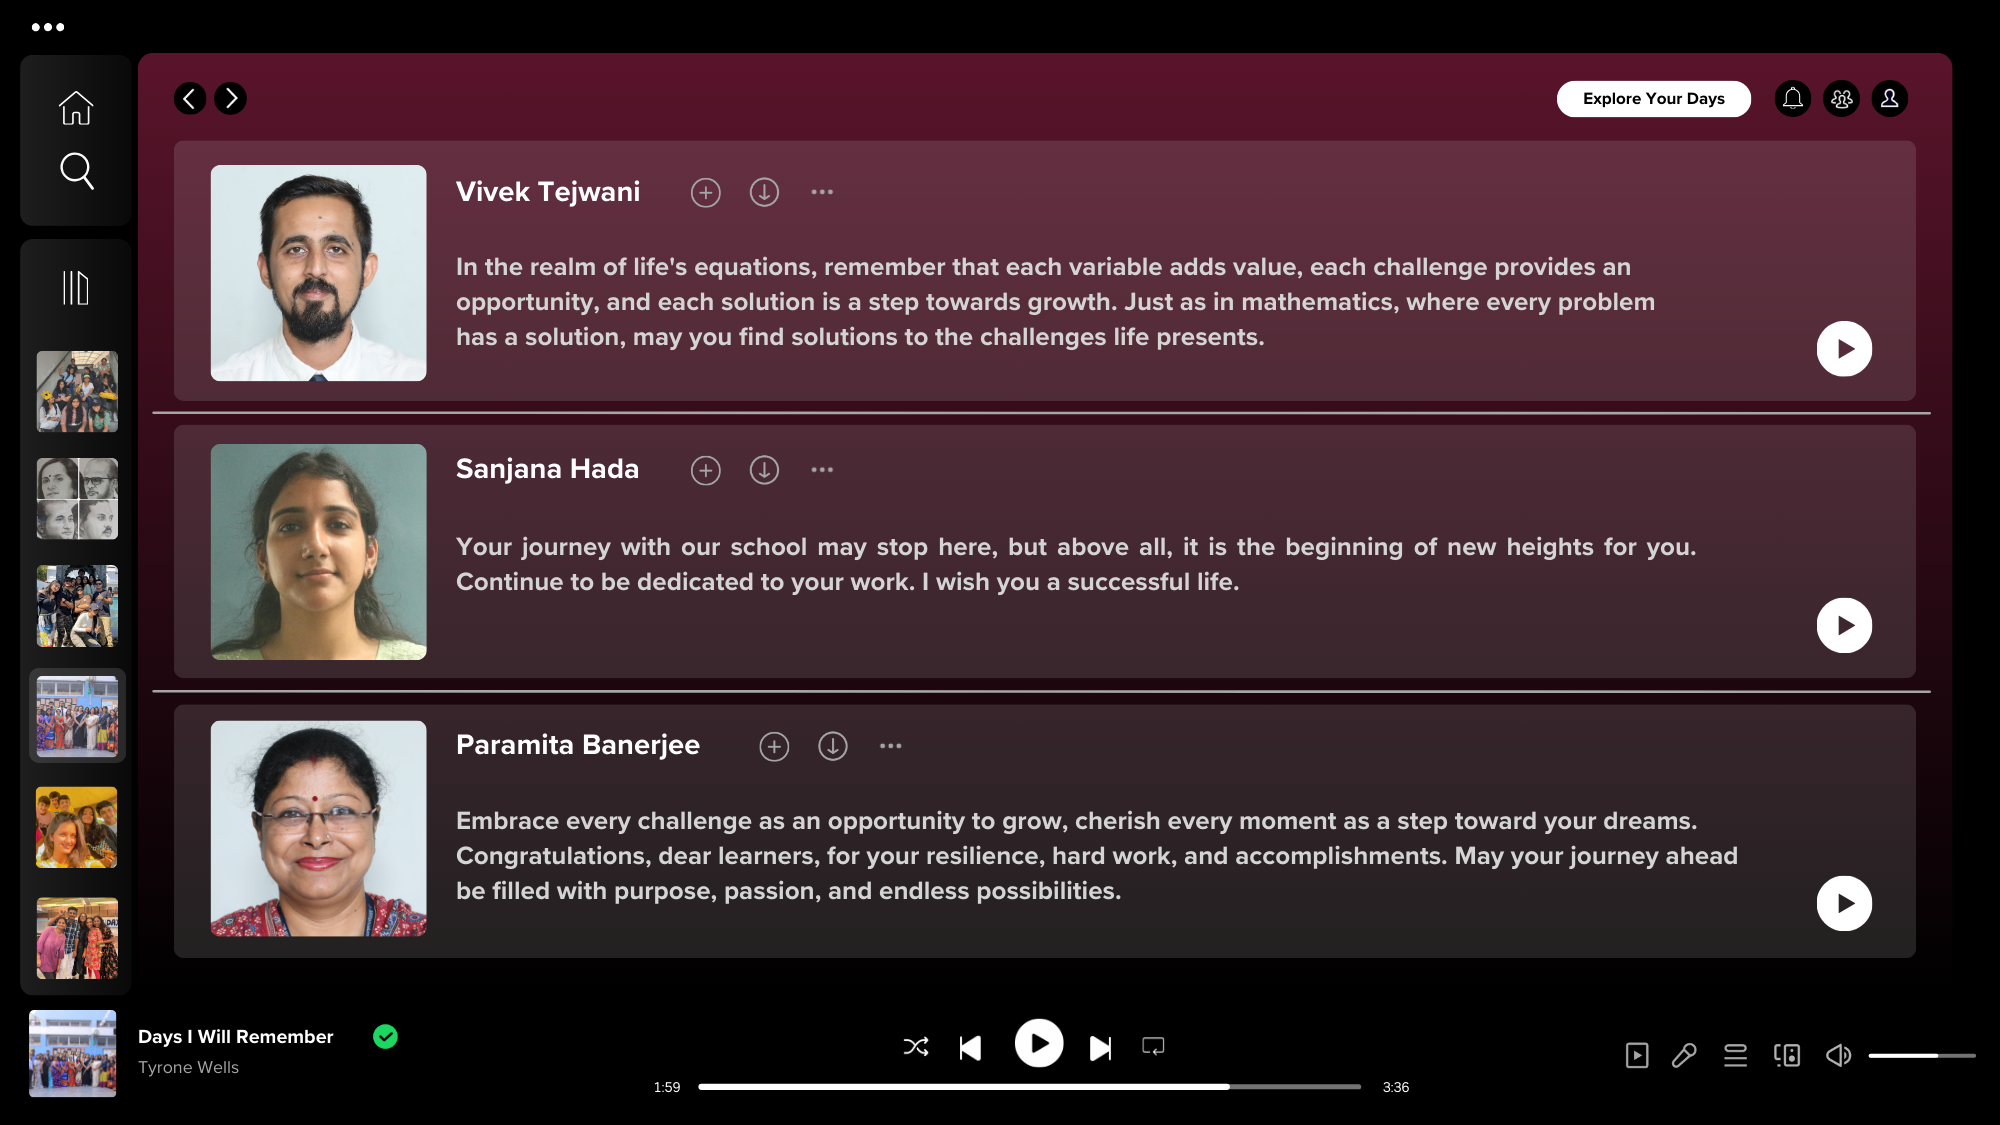 Explore Your Days
Vivek Tejwani
In the realm of life's equations, remember that each variable adds value, each challenge provides an
opportunity, and each solution is a step towards growth. Just as in mathematics, where every problem
has a solution, may you find solutions to the challenges life presents.
Sanjana Hada
Your journey with our school may stop here, but above all, it is the beginning of new heights for you.
Continue to be dedicated to your work. I wish you a successful life.
Paramita Banerjee
Embrace every challenge as an opportunity to grow, cherish every moment as a step toward your dreams.
Congratulations, dear learners, for your resilience, hard work, and accomplishments. May your journey ahead
be filled with purpose, passion, and endless possibilities.
Days I Will Remember
Tyrone Wells
1:59
3:36